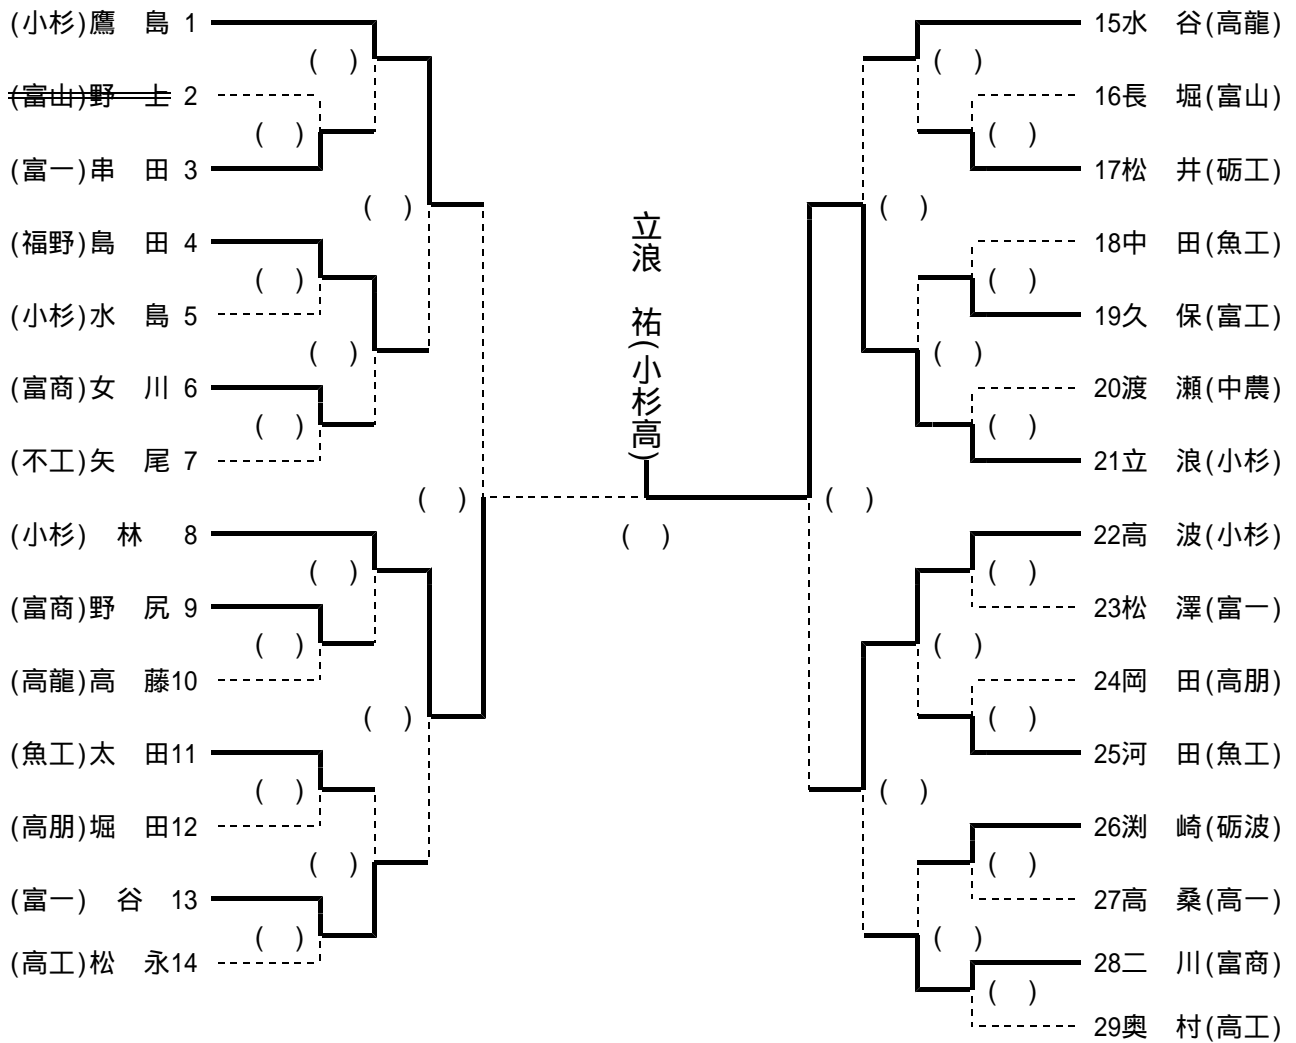 (小杉)鷹　島 1
(富山)野　上 2
(富一)串　田 3
(福野)島　田 4
(小杉)水　島 5
(富商)女　川 6
(不工)矢　尾 7
(小杉)　林　 8
(富商)野　尻 9
(高龍)高　藤10
(魚工)太　田11
(高朋)堀　田12
(富一)　谷　13
(高工)松　永14
立浪　祐(小杉高)
15水　谷(高龍)
16長　堀(富山)
17松　井(砺工)
18中　田(魚工)
19久　保(富工)
20渡　瀬(中農)
21立　浪(小杉)
22高　波(小杉)
23松　澤(富一)
24岡　田(高朋)
25河　田(魚工)
26渕　崎(砺波)
27高　桑(高一)
28二　川(富商)
29奥　村(高工)